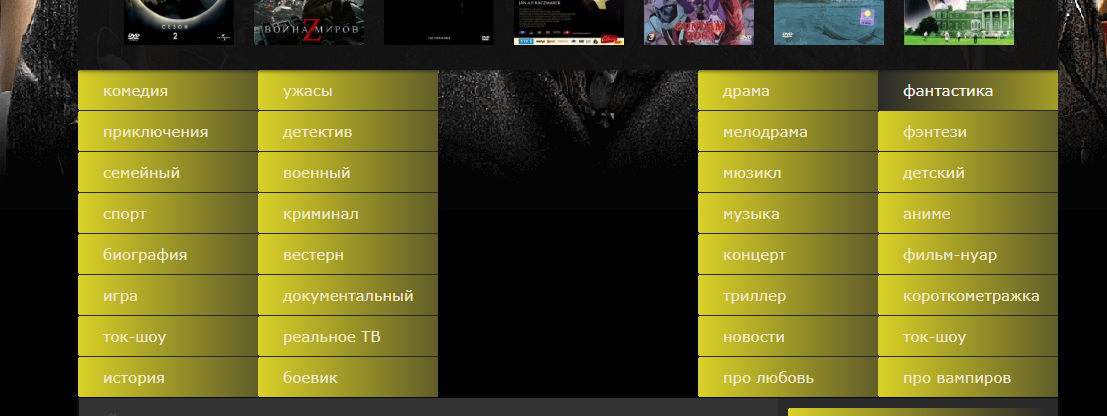 СЕЗОН
2
ВОЙНА Z МИРОВ
комедия
ужасы
драма
фантастика
приключения
детектив
мелодрама
фэнтези
семейный
военный
мюзикл
детский
спорт
криминал
музыка
аниме
биография
вестерн
концерт
фильм-нуар
игра
документальный
триллер
короткометражка
ток-шоу
реальное ТВ
новости
ток-шоу
история
боевик
про любовь
про вампиров